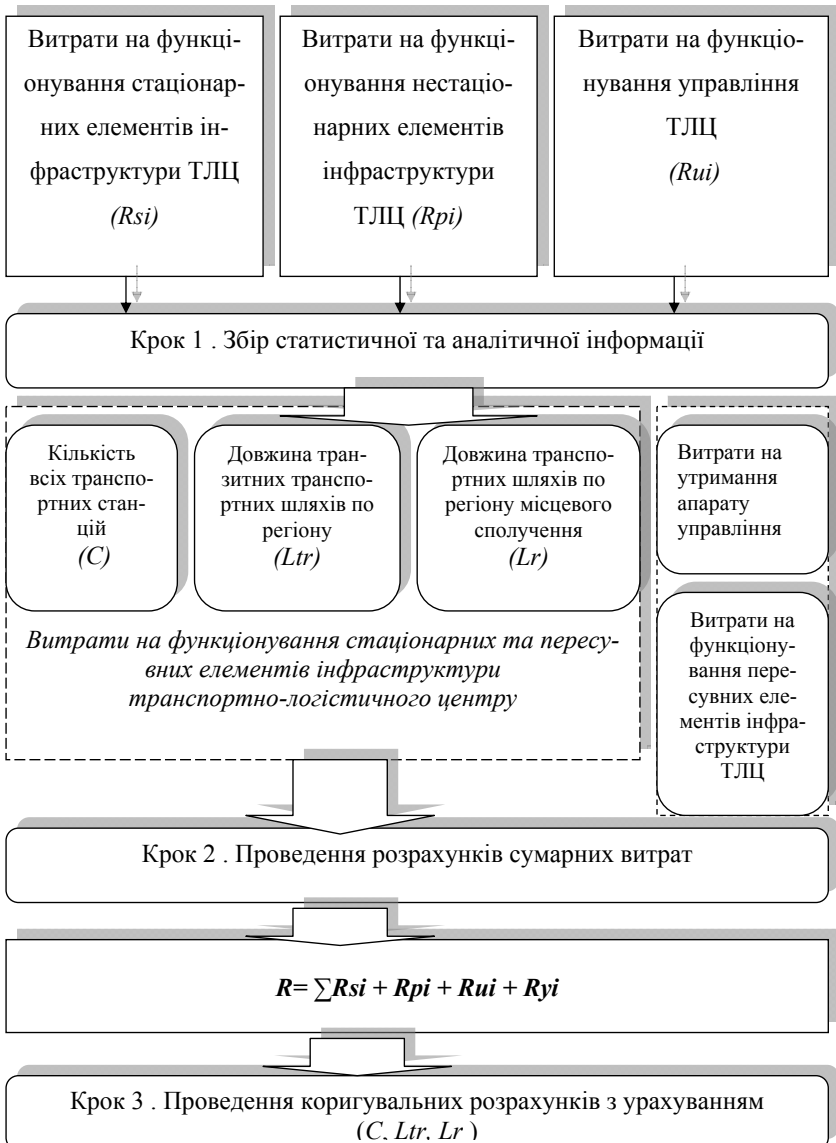 Витрати на функці-
онування стаціонар-
них елементів ін-
фраструктури ТЛЦ
(Rsi)
Витрати на функці-
онування нестаціо-
нарних елементів
інфраструктури
ТЛЦ (Rpi)
Витрати на функціо-
нування управління
ТЛЦ
(Rui)
Крок 1 . Збір статистичної та аналітичної інформації
Кількість
всіх транспо-
ртних стан-
цій
(C)
Довжина тран-
зитних транспо-
ртних шляхів по
регіону
(Ltr)
Довжина транспо-
ртних шляхів по
регіону місцевого
сполучення
(Lr)
Витрати на
утримання
апарату
управління
Витрати на функціонування стаціонарних та пересу-
вних елементів інфраструктури
транспортно-логістичного центру
Витрати на
функціону-
вання пере-
сувних еле-
ментів інфра-
структури
ТЛЦ
Крок 2 . Проведення розрахунків сумарних витрат
R= ∑Rsi + Rpi + Rui + Ryi
Крок 3 . Проведення коригувальних розрахунків з урахуванням
(C, Ltr, Lr )